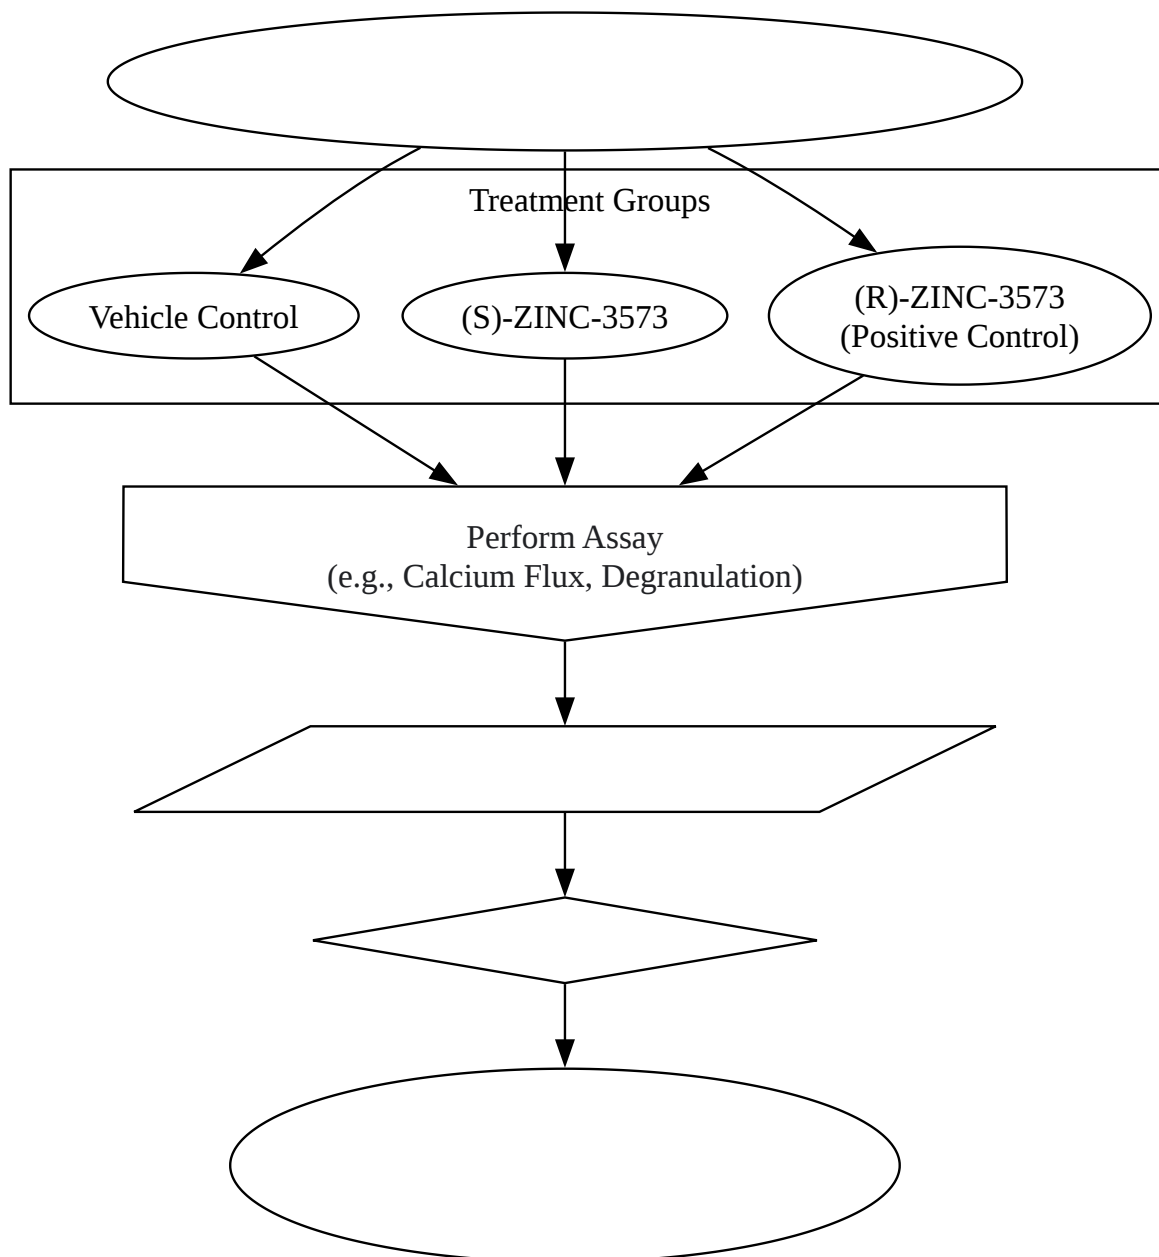 Treatment Groups
Vehicle Control
(S)-ZINC-3573
(R)-ZINC-3573
(Positive Control)
Perform Assay
(e.g., Calcium Flux, Degranulation)